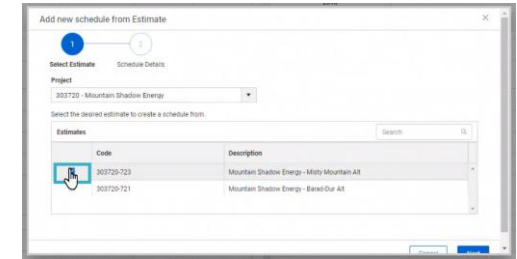 Add new schedule from Estimate
1
2
Select Estimate Schedule Details
Project
303720 - Mountain Shadow Energy
Select the desired estimate to create a schedule from.
Estimates Search
Code Description
303720-723 Mountain Shadow Energy - Misty Mountain Alt
303720-721 Mountain Shadow Energy - Barad-Dur Alt